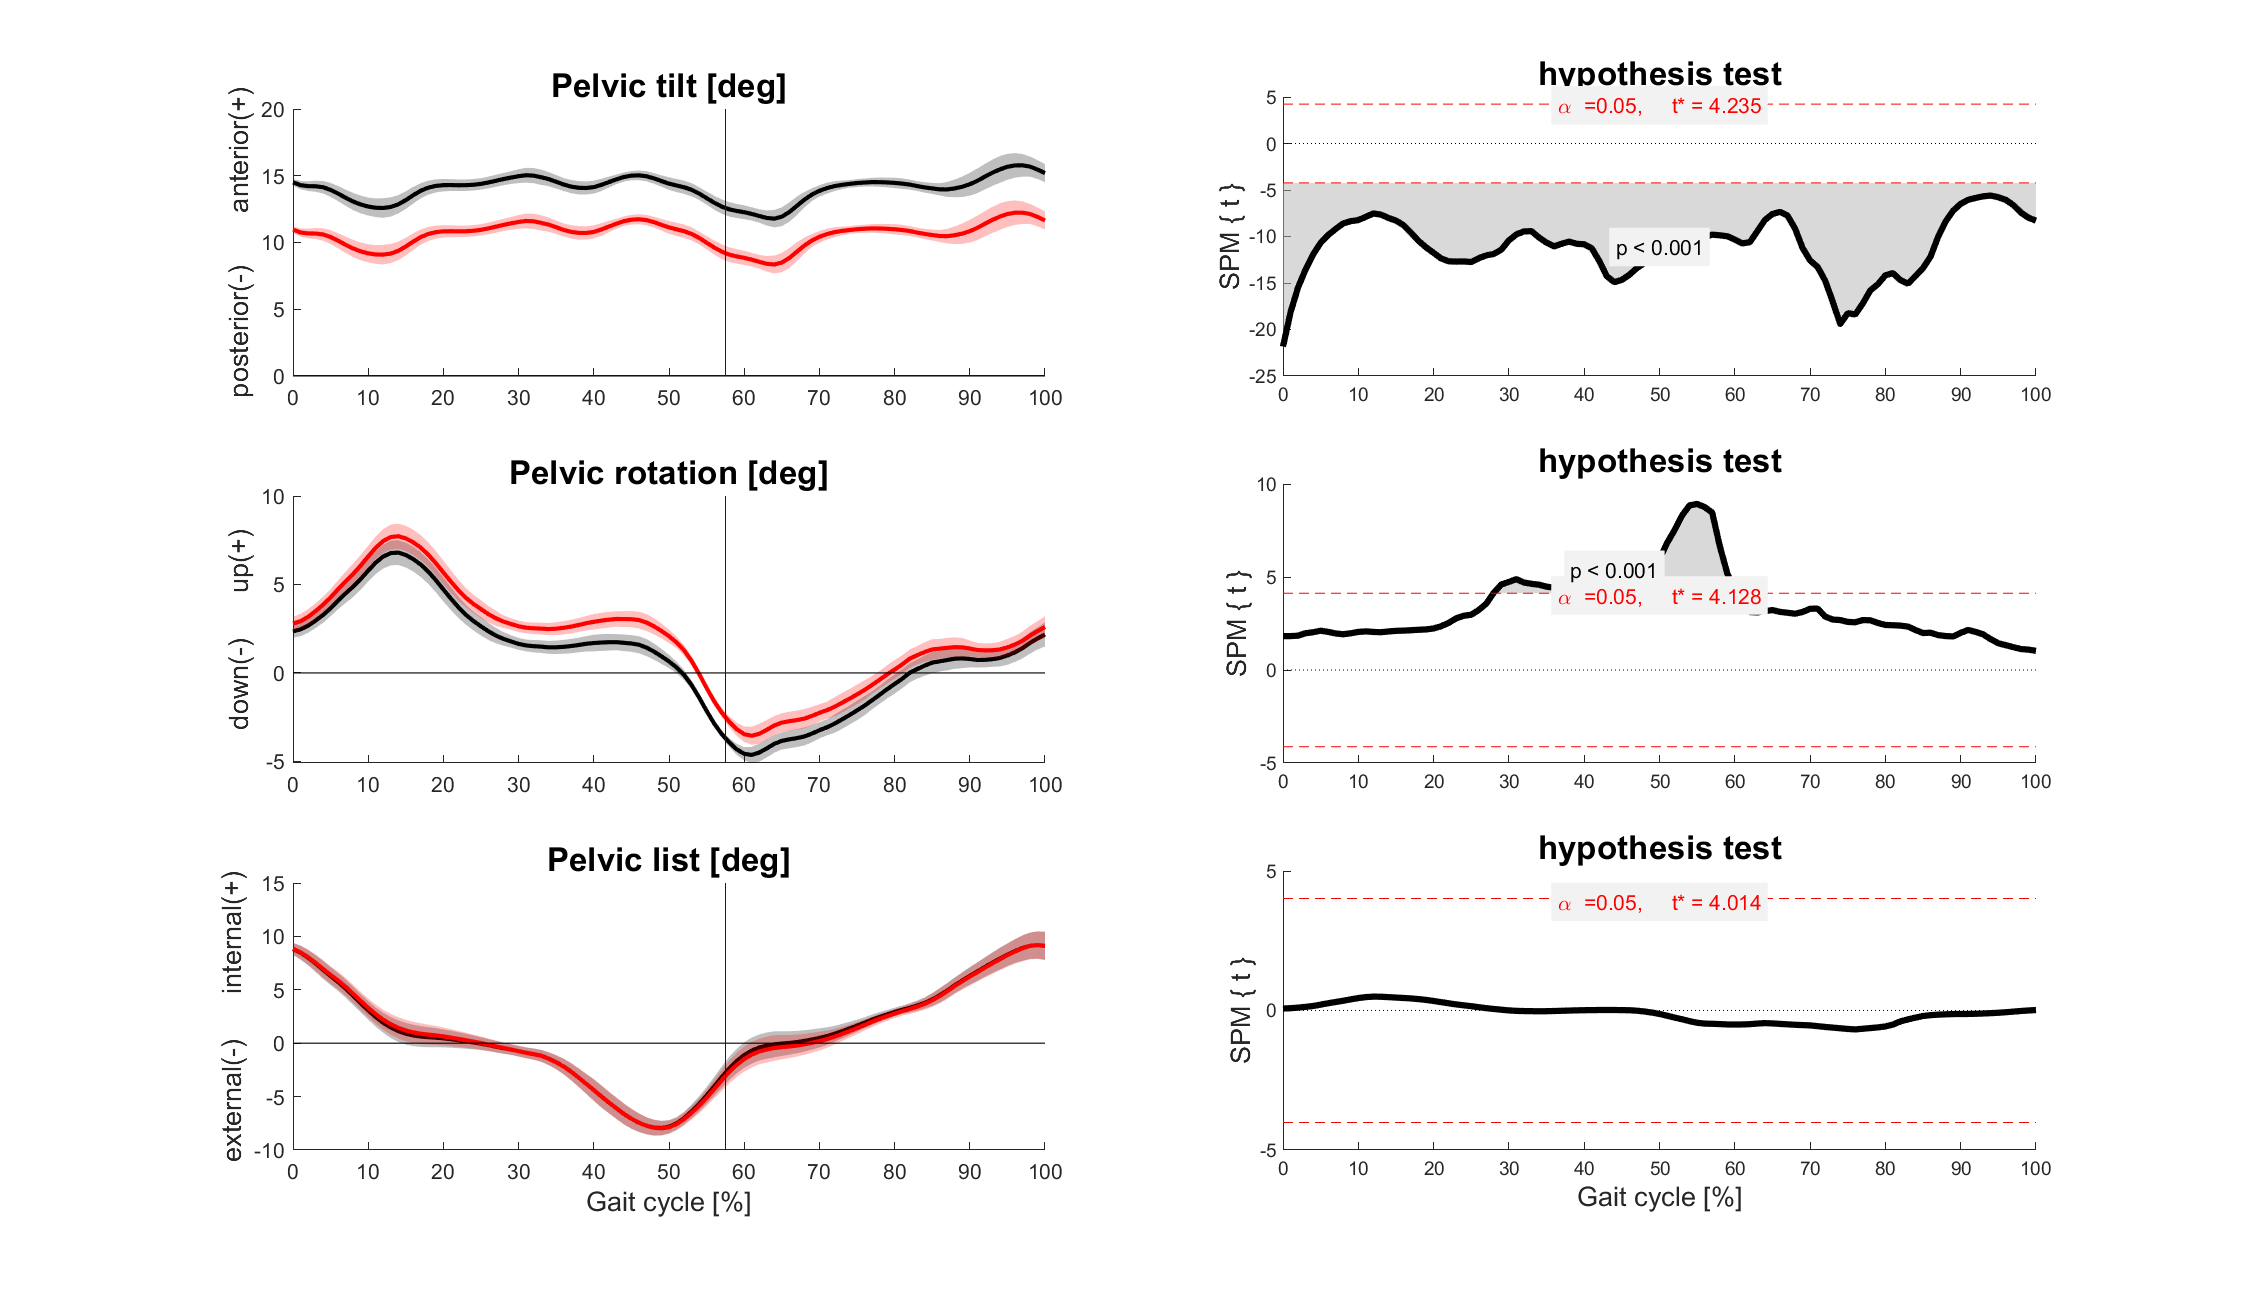 Pelvic tilt [deg]
anterior(+)
posterior(-)
20
15
10
5
0
0 10 20 30 40 50 60 70 80 90 100
hypothesis test
SPM { t }
5
0
-5
-10
-15
-20
-25
α =0.05, t* = 4.235
p < 0.001
0 10 20 30 40 50 60 70 80 90 100
Pelvic rotation [deg]
up(+)
down(-)
10
5
0
-5
0 10 20 30 40 50 60 70 80 90 100
hypothesis test
SPM { t }
10
5
0
-5
p < 0.001
α =0.05, t* = 4.128
0 10 20 30 40 50 60 70 80 90 100
Pelvic list [deg]
internal(+)
external(-)
15
10
5
0
-5
-10
0 10 20 30 40 50 60 70 80 90 100
Gait cycle [%]
hypothesis test
SPM { t }
5
0
-5
α =0.05, t* = 4.014
0 10 20 30 40 50 60 70 80 90 100
Gait cycle [%]